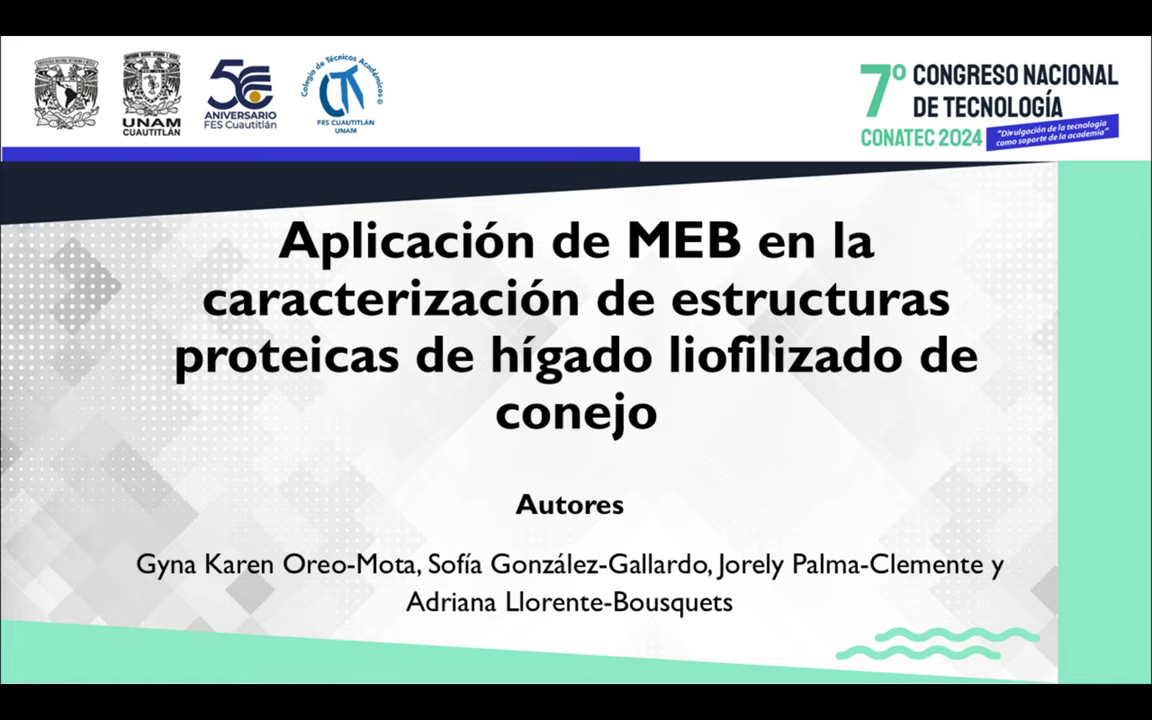 UNAM
CUAUTITLÁN
50
ANIVERSARIO
FES Cuautitlán
Colegio de Técnicos Académicos
CTA
FES CUAUTITLÁN
UNAM
7º CONGRESO NACIONAL
DE TECNOLOGÍA
CONATEC 2024
"Divulgación de la tecnología
como soporte de la academia"
Aplicación de MEB en la
caracterización de estructuras
proteicas de hígado liofilizado de
conejo
Autores
Gyna Karen Oreo-Mota, Sofía González-Gallardo, Jorely Palma-Clemente y
Adriana Llorente-Bousquets